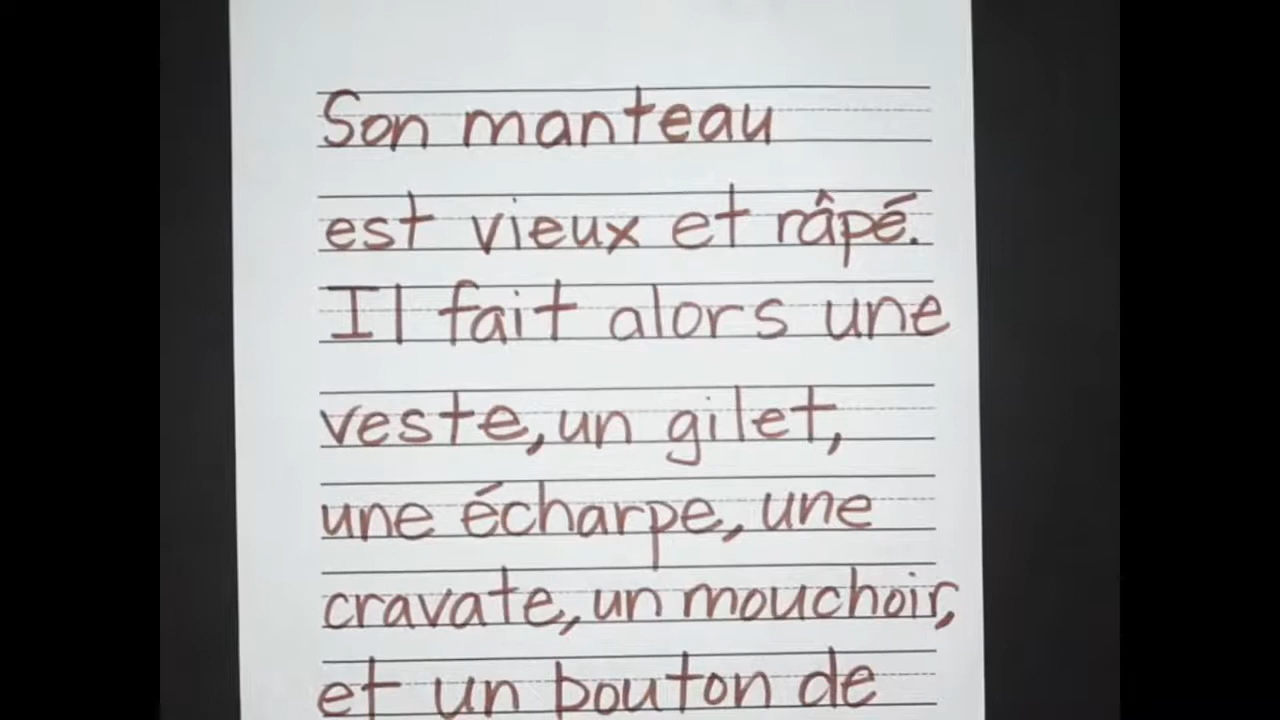 Son manteau
est vieux et râpé.
Il fait alors une
veste, un gilet,
une écharpe, une
cravate, un mouchoir,
et un bouton de